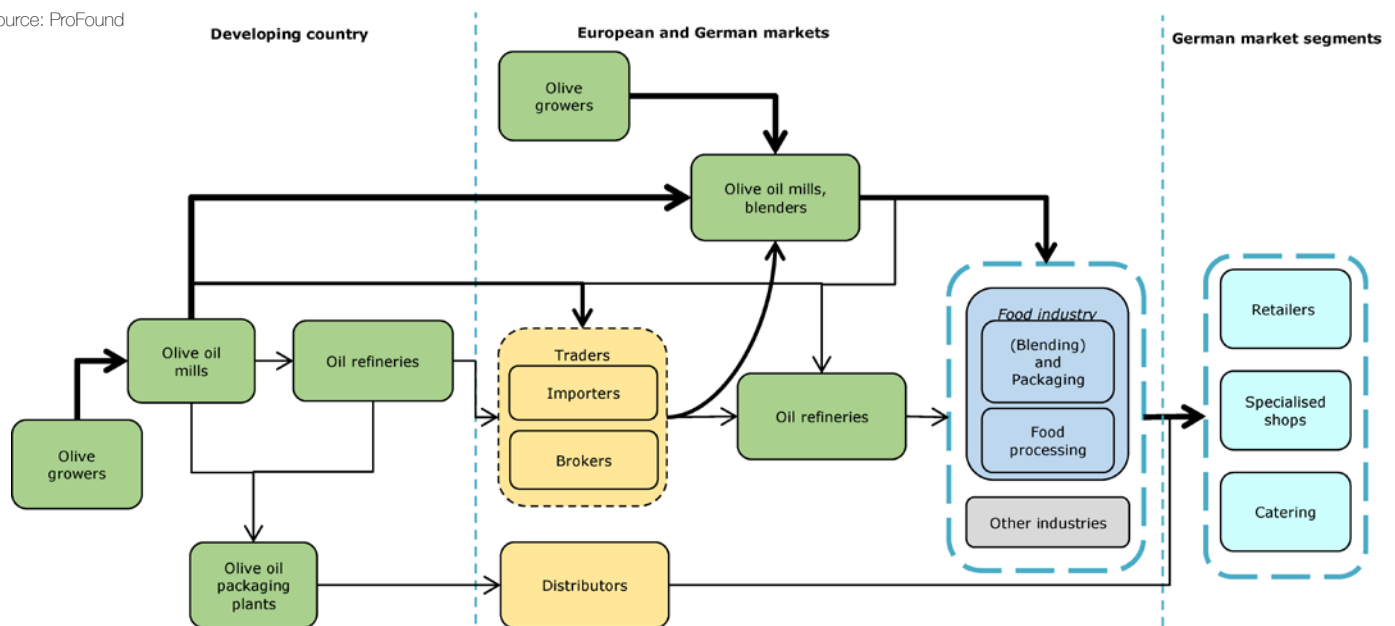 ource: ProFound
Developing country
European and German markets
German market segments
Olive
growers
Olive oil mills,
blenders
Olive oil
mills
Oil refineries
Olive
growers
Olive oil
packaging
plants
Traders
Importers
Brokers
Distributors
Oil refineries
Food industry
(Blending)
and
Packaging
Food
processing
Other industries
Retailers
Specialised
shops
Catering